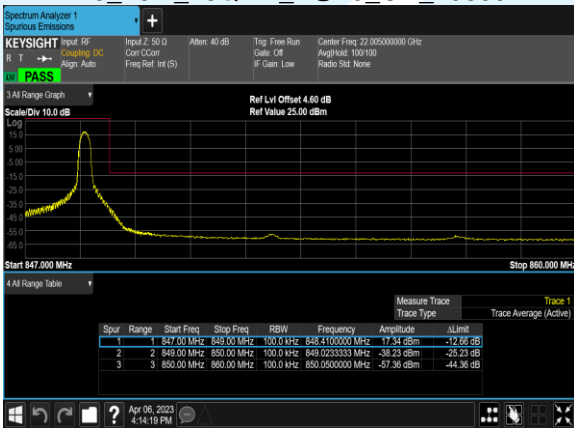 Spectrum Analyzer 1
Spurious Emissions
KEYSIGHT Input: RF Input Z: 50 Ω Atten: 40 dB Trig: Free Run Center Freq: 22.005000000 GHz
R T Coupling: DC Corr CCorr Gate: Off Avg|Hold: 100/100
Align: Auto Freq Ref: Int (S) IF Gain: Low Radio Std: None
PASS
3 All Range Graph
Ref Lvl Offset 4.60 dB
Scale/Div 10.0 dB Ref Value 25.00 dBm
Log
15.0
5.00
-5.00
-15.0
-25.0
-35.0
-45.0
-55.0
-65.0
Start 847.000 MHz Stop 860.000 MHz
4 All Range Table
Measure Trace Trace 1
Trace Type Trace Average (Active)
Spur Range Start Freq Stop Freq RBW Frequency Amplitude ΔLimit
1 1 847.00 MHz 849.00 MHz 100.0 kHz 848.4100000 MHz 17.34 dBm -12.66 dB
2 2 849.00 MHz 850.00 MHz 100.0 kHz 849.0233333 MHz -38.23 dBm -25.23 dB
3 3 850.00 MHz 860.00 MHz 100.0 kHz 850.0500000 MHz -57.36 dBm -44.36 dB
? Apr 06, 2023
4:14:19 PM